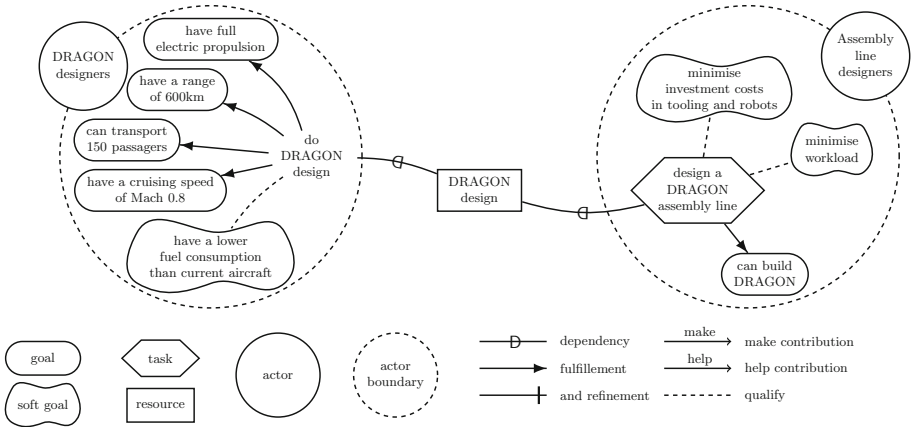 DRAGON
designers
have full
electric propulsion
have a range
of 600km
can transport
150 passagers
have a cruising speed
of Mach 0.8
have a lower
fuel consumption
than current aircraft
do
DRAGON
design
D
DRAGON
design
D
Assembly
line
designers
minimise
investment costs
in tooling and robots
minimise
workload
design a
DRAGON
assembly line
can build
DRAGON
goal
soft goal
task
resource
actor
actor
boundary
D dependency
fulfillement
and refinement
make make contribution
help help contribution
qualify